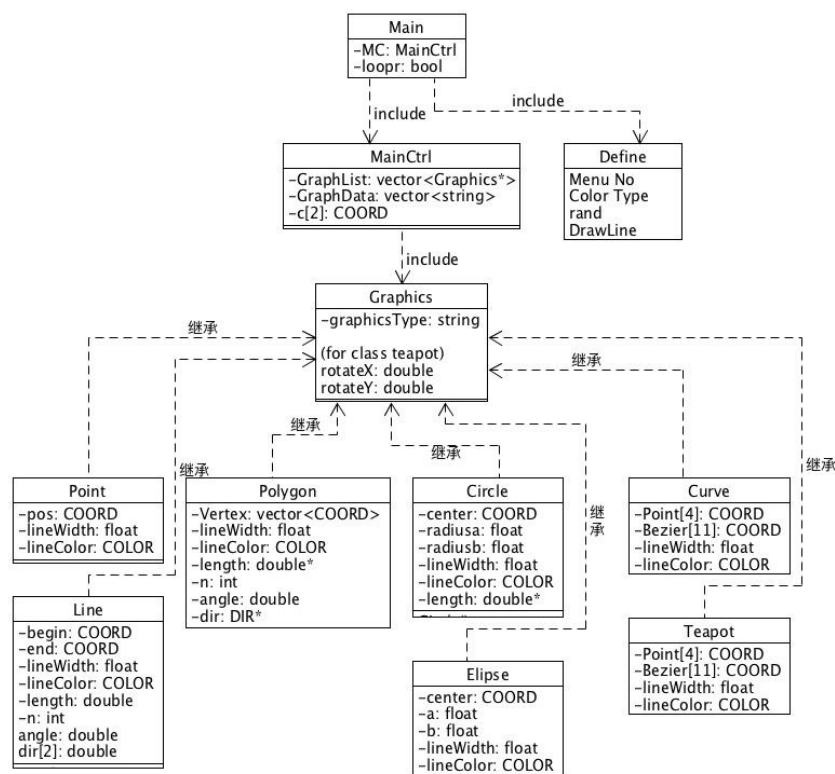 Main
-MC: MainCtrl
-loopr: bool
include
include
MainCtrl
-GraphList: vector<Graphics*>
-GraphData: vector<string>
-c[2]: COORD
Define
Menu No
Color Type
rand
DrawLine
include
Graphics
-graphicsType: string
(for class teapot)
rotateX: double
rotateY: double
继承
继承
继承
继承
继承
继承
继承
Point
-pos: COORD
-lineWidth: float
-lineColor: COLOR
Polygon
-Vertex: vector<COORD>
-lineWidth: float
-lineColor: COLOR
-length: double*
-n: int
-angle: double
-dir: DIR*
Circle
-center: COORD
-radiusa: float
-radiusb: float
-lineWidth: float
-lineColor: COLOR
-length: double*
Curve
-Point[4]: COORD
-Bezier[11]: COORD
-lineWidth: float
-lineColor: COLOR
Line
-begin: COORD
-end: COORD
-lineWidth: float
-lineColor: COLOR
-length: double
-n: int
angle: double
dir[2]: double
Elipse
-center: COORD
-a: float
-b: float
-lineWidth: float
-lineColor: COLOR
Teapot
-Point[4]: COORD
-Bezier[11]: COORD
-lineWidth: float
-lineColor: COLOR